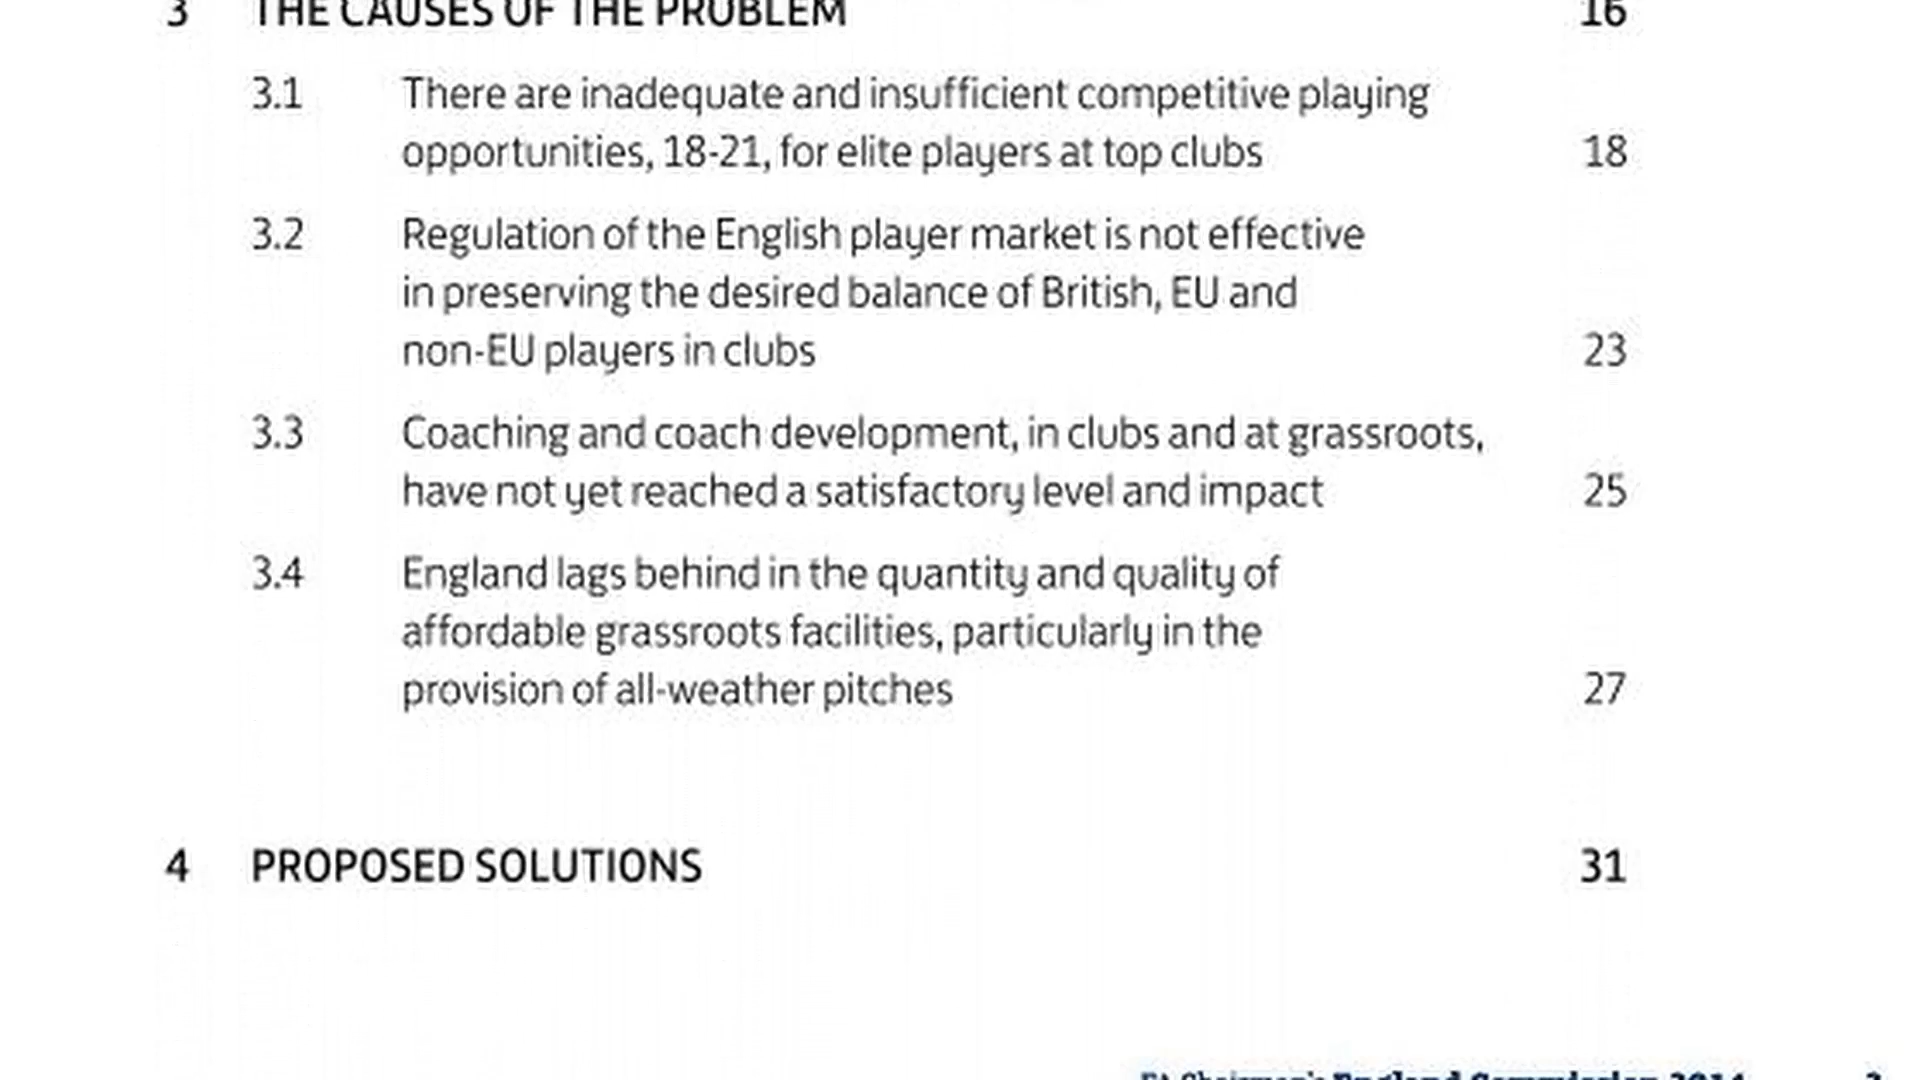 3 THE CAUSES OF THE PROBLEM 16
3.1 There are inadequate and insufficient competitive playing
opportunities, 18-21, for elite players at top clubs 18
3.2 Regulation of the English player market is not effective
in preserving the desired balance of British, EU and
non-EU players in clubs 23
3.3 Coaching and coach development, in clubs and at grassroots,
have not yet reached a satisfactory level and impact 25
3.4 England lags behind in the quantity and quality of
affordable grassroots facilities, particularly in the
provision of all-weather pitches 27
4 PROPOSED SOLUTIONS 31
FA Chairman's England Commission 2014